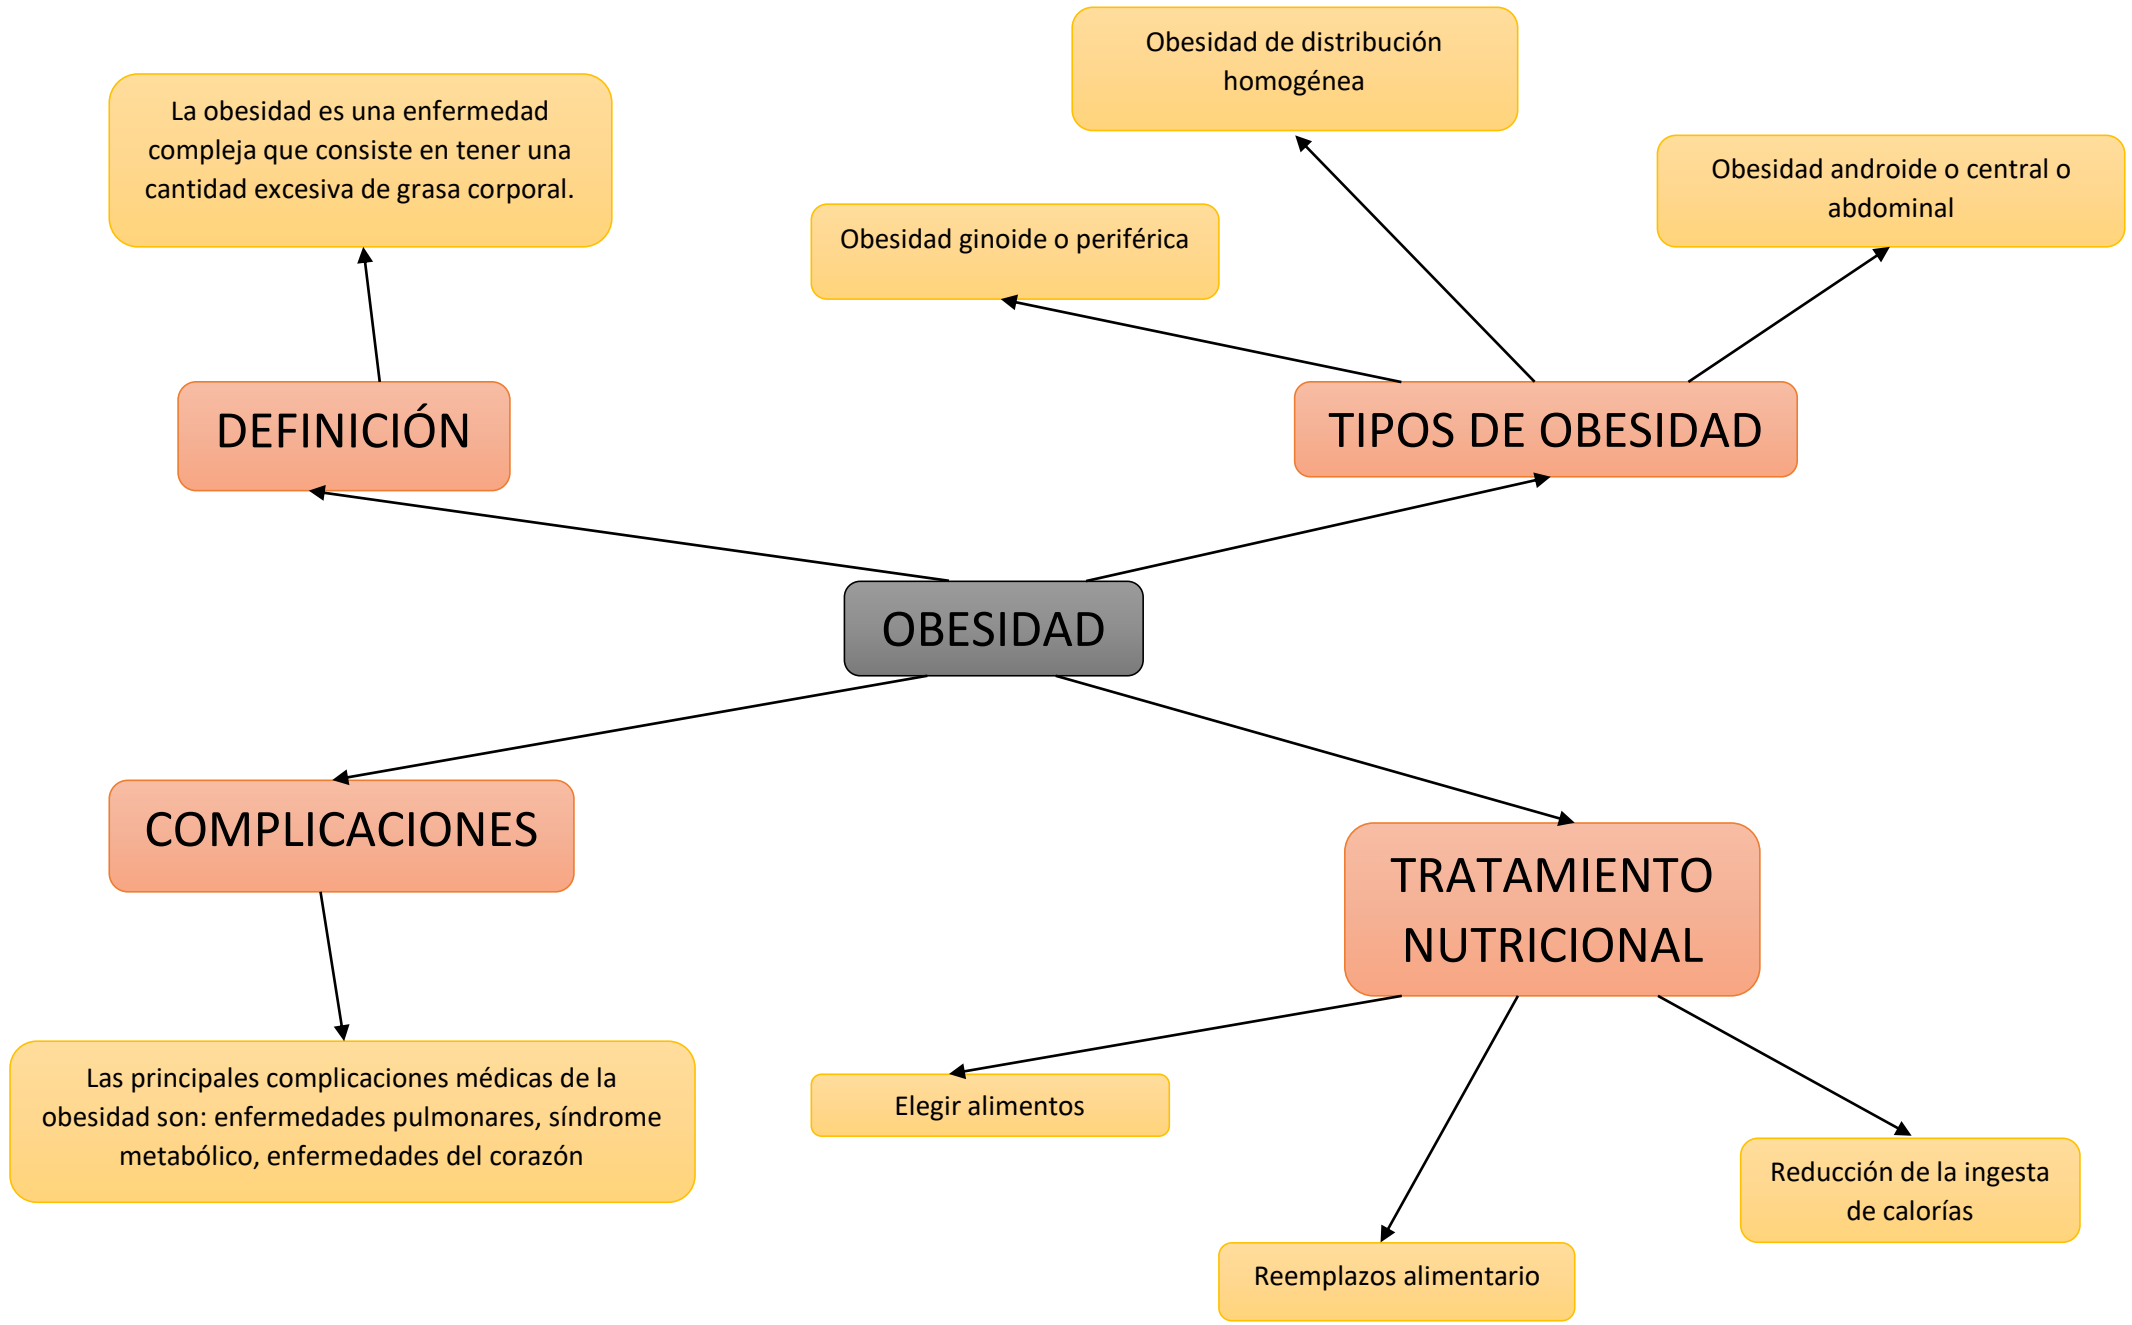 Obesidad de distribución
homogénea
La obesidad es una enfermedad
compleja que consiste en tener una
cantidad excesiva de grasa corporal.
Obesidad androide o central o
abdominal
Obesidad ginoide o periférica
DEFINICIÓN
TIPOS DE OBESIDAD
OBESIDAD
COMPLICACIONES
TRATAMIENTO
NUTRICIONAL
Las principales complicaciones médicas de la
obesidad son: enfermedades pulmonares, síndrome
metabólico, enfermedades del corazón
Elegir alimentos
Reducción de la ingesta
de calorías
Reemplazos alimentario